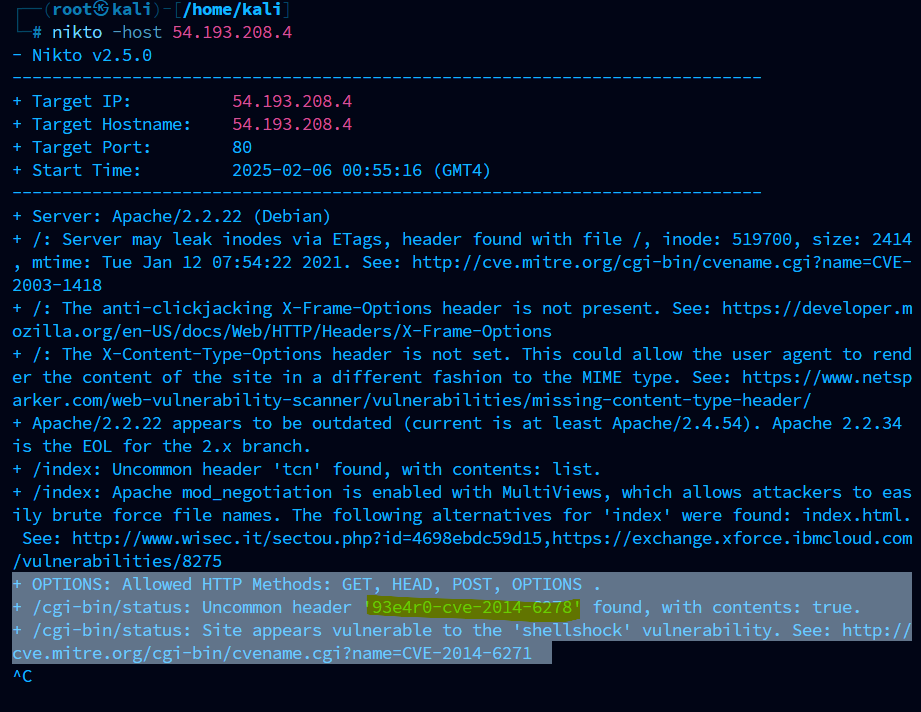 ┌──(root㉿kali)-[/home/kali]
└─# nikto -host 54.193.208.4
- Nikto v2.5.0
---------------------------------------------------------------------------
+ Target IP:          54.193.208.4
+ Target Hostname:    54.193.208.4
+ Target Port:        80
+ Start Time:         2025-02-06 00:55:16 (GMT4)
---------------------------------------------------------------------------
+ Server: Apache/2.2.22 (Debian)
+ /: Server may leak inodes via ETags, header found with file /, inode: 519700, size: 2414
, mtime: Tue Jan 12 07:54:22 2021. See: http://cve.mitre.org/cgi-bin/cvename.cgi?name=CVE-
2003-1418
+ /: The anti-clickjacking X-Frame-Options header is not present. See: https://developer.m
ozilla.org/en-US/docs/Web/HTTP/Headers/X-Frame-Options
+ /: The X-Content-Type-Options header is not set. This could allow the user agent to rend
er the content of the site in a different fashion to the MIME type. See: https://www.netsp
arker.com/web-vulnerability-scanner/vulnerabilities/missing-content-type-header/
+ Apache/2.2.22 appears to be outdated (current is at least Apache/2.4.54). Apache 2.2.34
is the EOL for the 2.x branch.
+ /index: Uncommon header 'tcn' found, with contents: list.
+ /index: Apache mod_negotiation is enabled with MultiViews, which allows attackers to eas
ily brute force file names. The following alternatives for 'index' were found: index.html.
 See: http://www.wisec.it/sectou.php?id=4698ebdc59d15,https://exchange.xforce.ibmcloud.com
/vulnerabilities/8275
+ OPTIONS: Allowed HTTP Methods: GET, HEAD, POST, OPTIONS .
+ /cgi-bin/status: Uncommon header '93e4r0-cve-2014-6278' found, with contents: true.
+ /cgi-bin/status: Site appears vulnerable to the 'shellshock' vulnerability. See: http://
cve.mitre.org/cgi-bin/cvename.cgi?name=CVE-2014-6271
^C